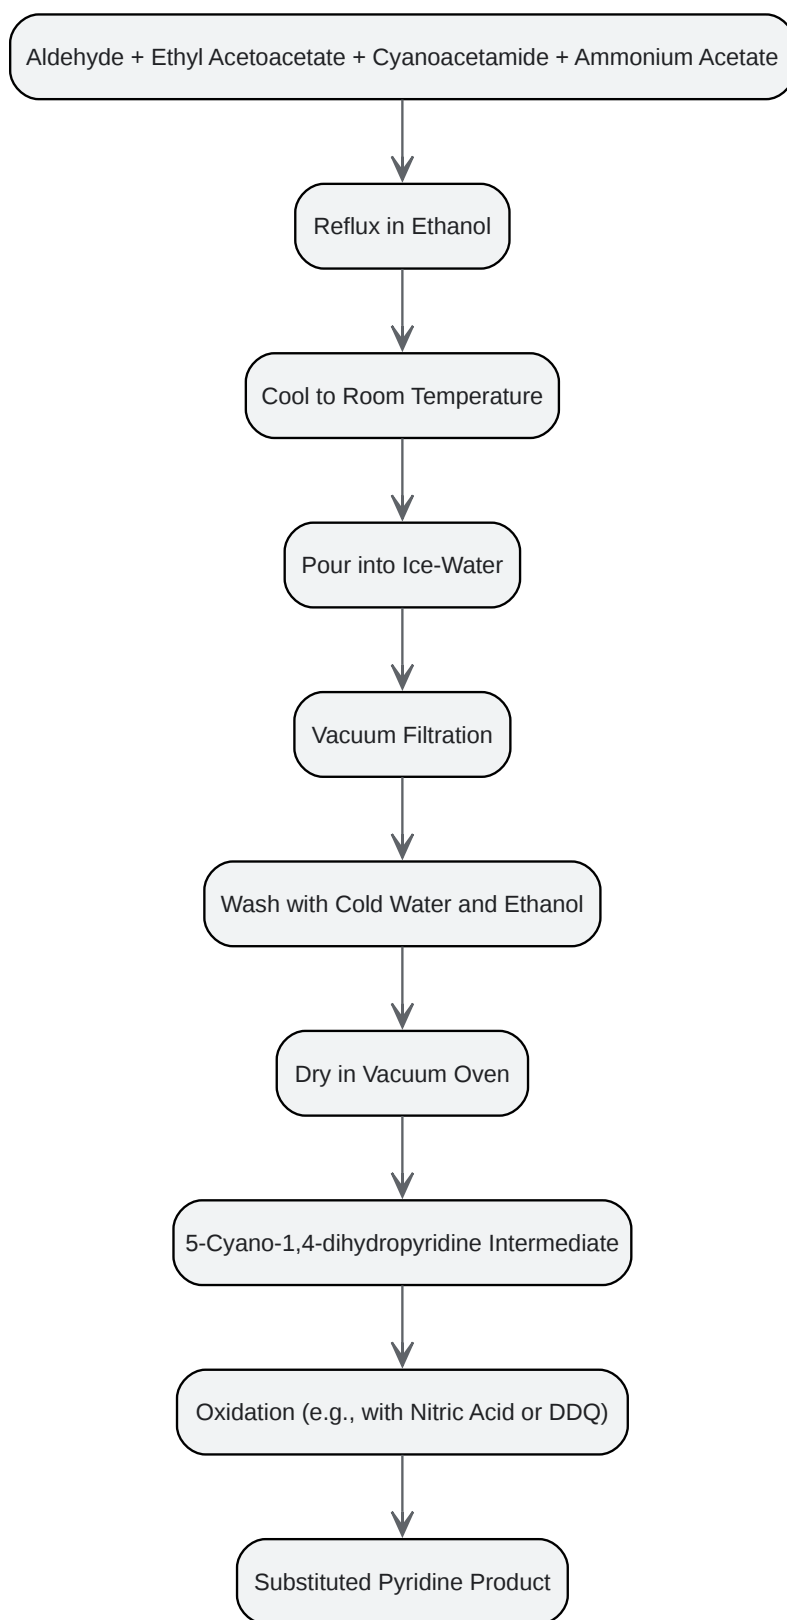 Aldehyde + Ethyl Acetoacetate + Cyanoacetamide + Ammonium Acetate
Reflux in Ethanol
Cool to Room Temperature
Pour into Ice-Water
Vacuum Filtration
Wash with Cold Water and Ethanol
Dry in Vacuum Oven
5-Cyano-1,4-dihydropyridine Intermediate
Oxidation (e.g., with Nitric Acid or DDQ)
Substituted Pyridine Product